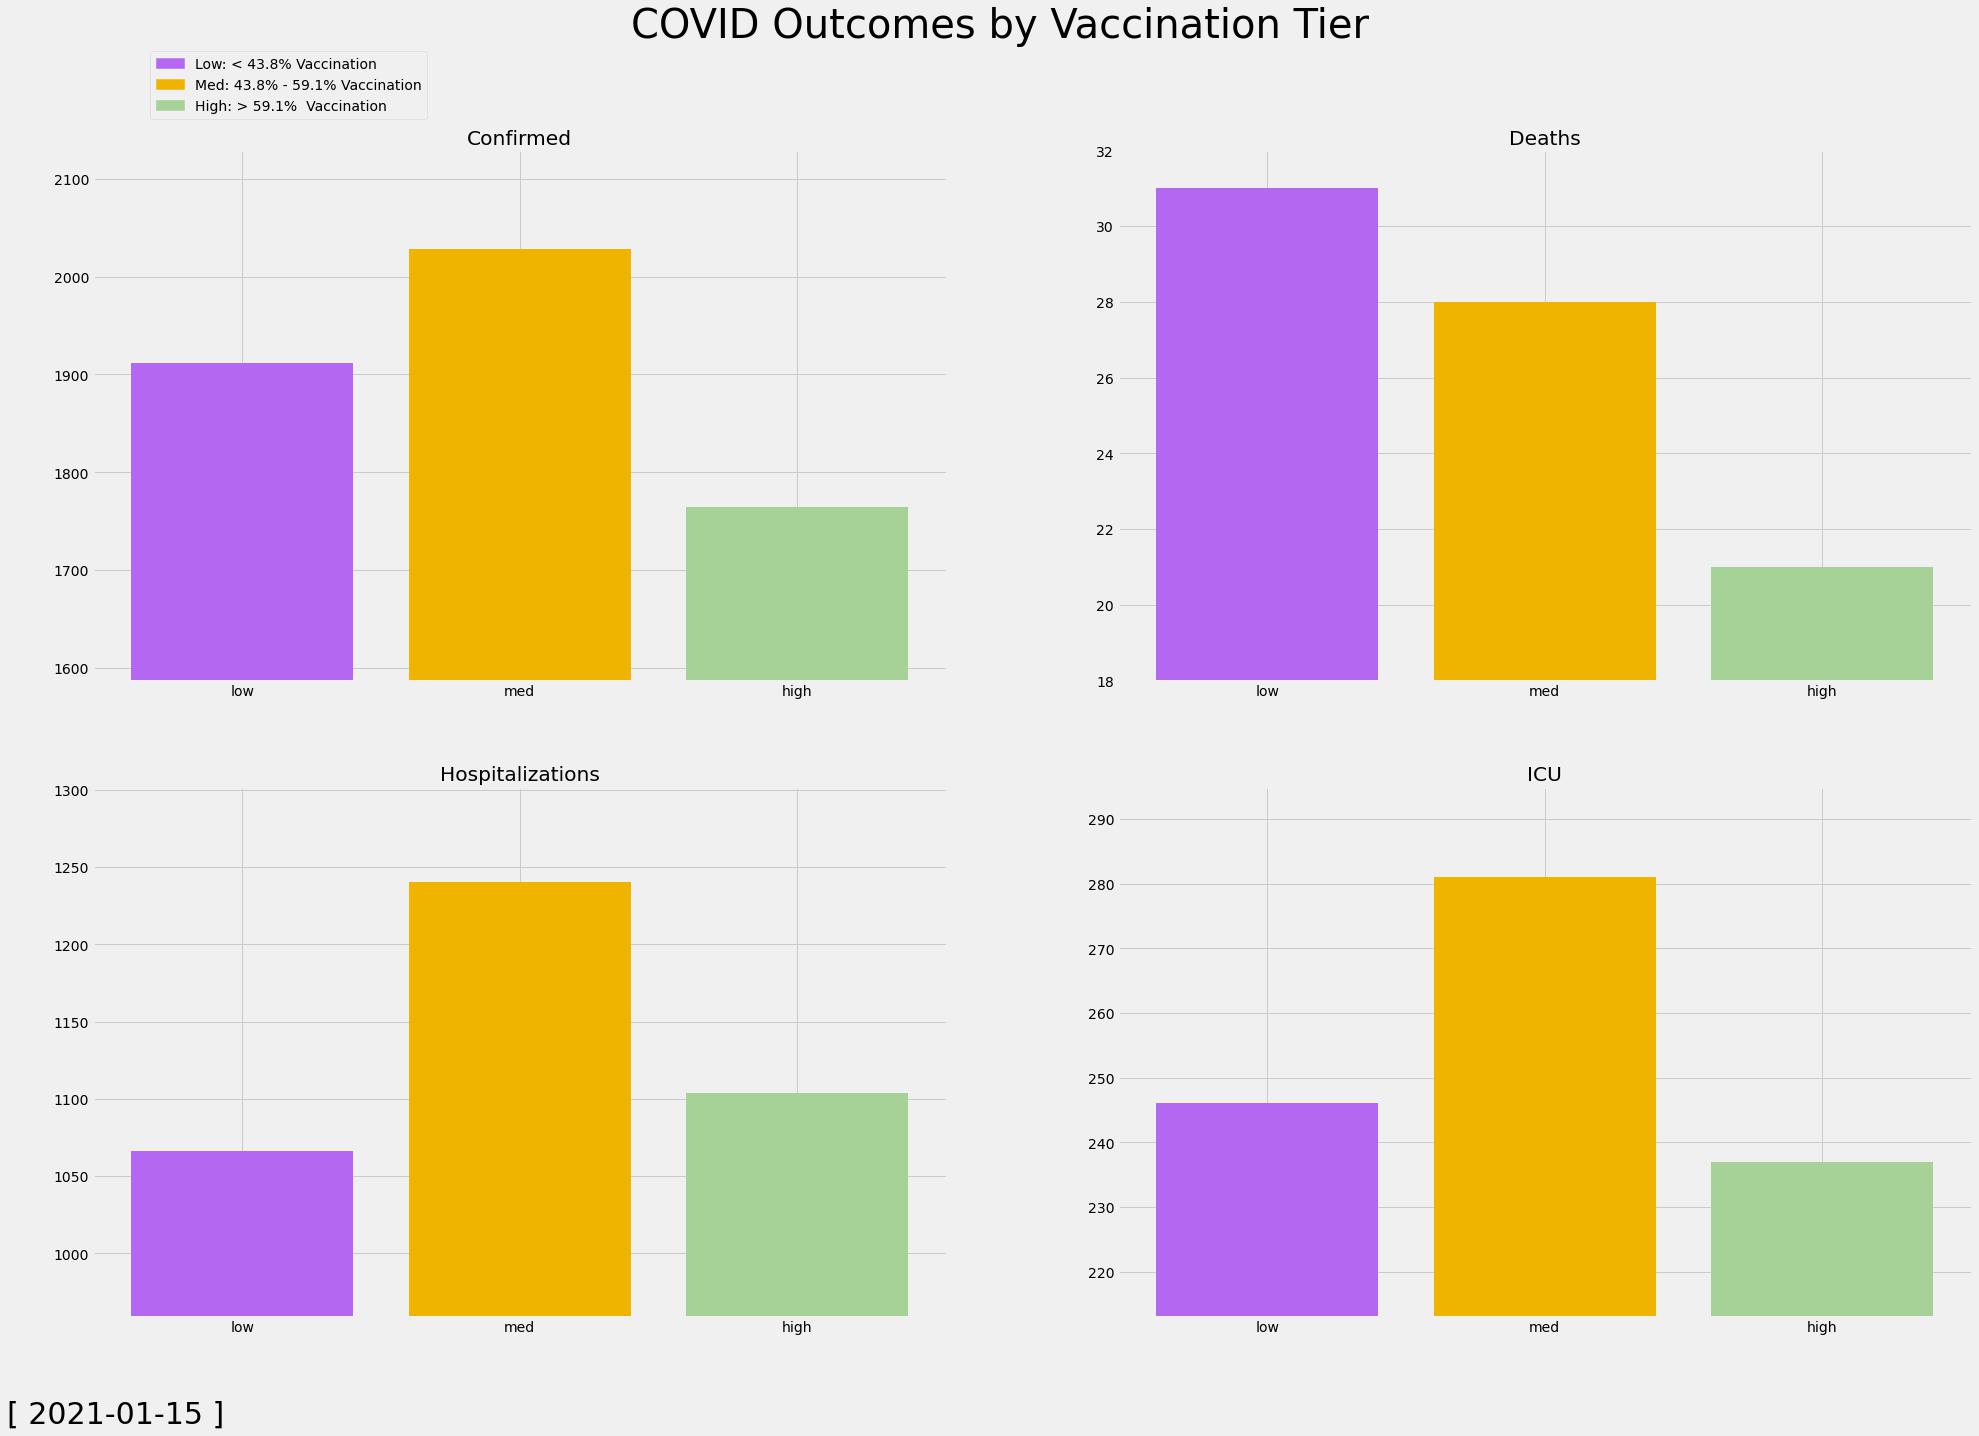 COVID Outcomes by Vaccination Tier
Low: < 43.8% Vaccination
Med: 43.8% - 59.1% Vaccination
High: > 59.1%  Vaccination
Confirmed
2100
2000
1900
1800
1700
1600
low med high
Deaths
32
30
28
26
24
22
20
18
low med high
Hospitalizations
1300
1250
1200
1150
1100
1050
1000
low med high
ICU
290
280
270
260
250
240
230
220
low med high
[ 2021-01-15 ]